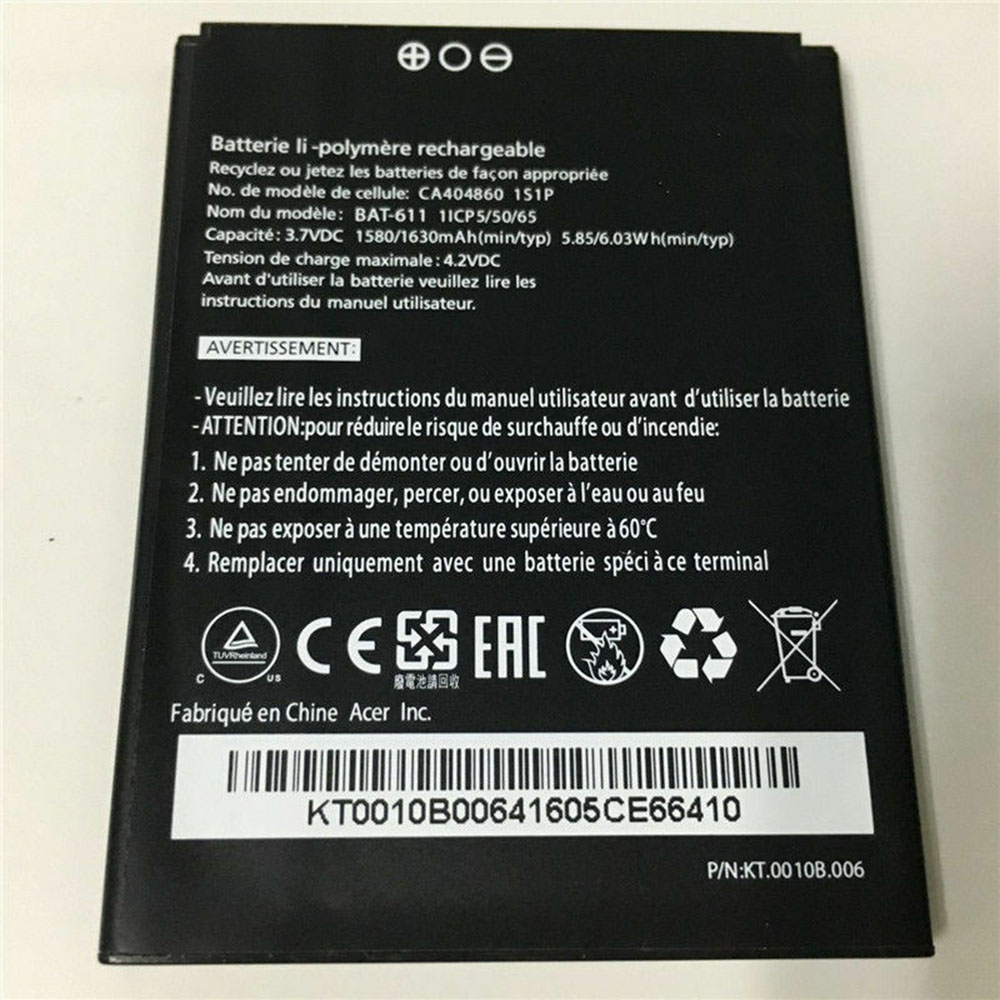 Batterie li-polymère rechargeable
Recyclez ou jetez les batteries de façon appropriée
No. de modèle de cellule: CA404860 1S1P
Nom du modèle: BAT-611 1ICP5/50/65
Capacité: 3.7VDC 1580/1630mAh(min/typ) 5.85/6.03Wh(min/typ)
Tension de charge maximale: 4.2VDC
Avant d'utiliser la batterie veuillez lire les
instructions du manuel utilisateur.
AVERTISSEMENT:
-Veuillez lire les instructions du manuel utilisateur avant d'utiliser la batterie
-ATTENTION:pour réduire le risque de surchauffe ou d'incendie:
1. Ne pas tenter de démonter ou d'ouvrir la batterie
2. Ne pas endommager, percer, ou exposer à l'eau ou au feu
3. Ne pas exposer à une température supérieure à 60°C
4. Remplacer uniquement avec une batterie spéci à ce terminal
TUVRheinland
C US
CE
EAC
廢電池請回收
Fabriqué en Chine Acer Inc.
KT0010B00641605CE66410
P/N:KT.0010B.006